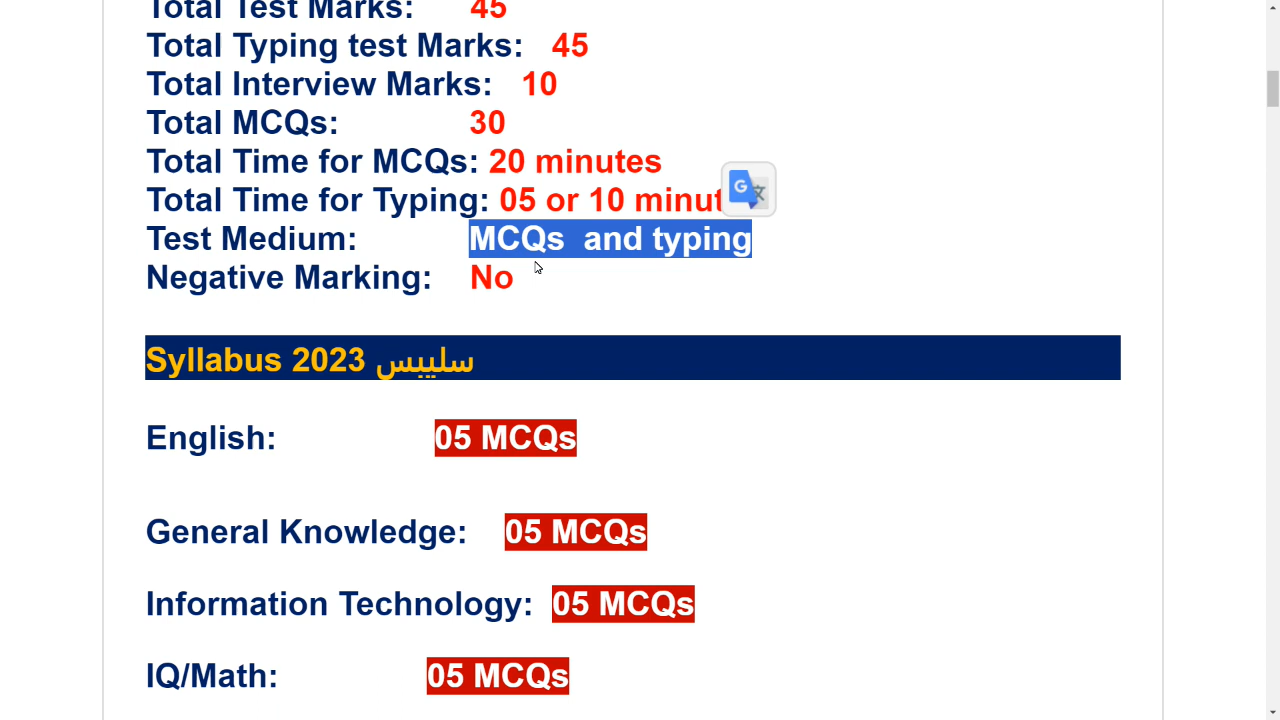 Total Test Marks: 45
Total Typing test Marks: 45
Total Interview Marks: 10
Total MCQs: 30
Total Time for MCQs: 20 minutes
Total Time for Typing: 05 or 10 minut
Test Medium: MCQs and typing
Negative Marking: No
Syllabus 2023 سلیبس
English: 05 MCQs
General Knowledge: 05 MCQs
Information Technology: 05 MCQs
IQ/Math: 05 MCQs